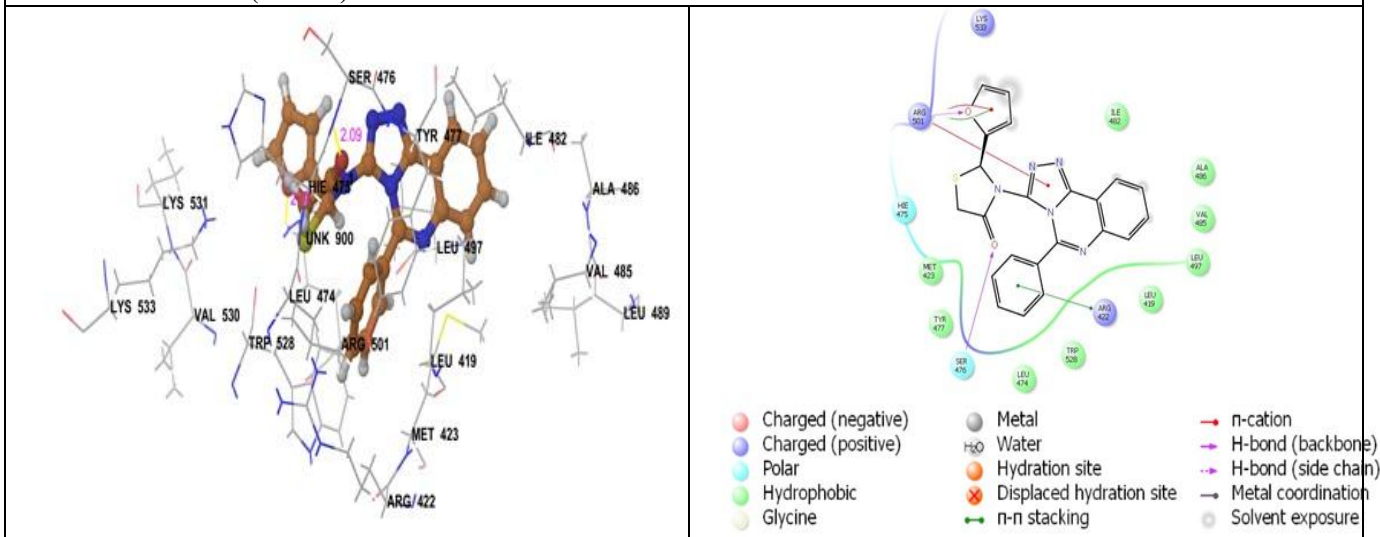 SER 476
2.09
TYR 477
ILE 482
HIE 475
ALA 486
LYS 531
UNK 900
LEU 497
VAL 485
LEU 474
LYS 533
VAL 530
LEU 489
TRP 528
ARG 501
LEU 419
MET 423
ARG 422
LYS 533
ARG 501
ILE 482
O
N N
S
N
N
O
N
ALA 486
HIE 475
VAL 485
LEU 497
MET 423
LEU 419
ARG 422
TYR 477
TRP 528
SER 476
LEU 474
Charged (negative)
Charged (positive)
Polar
Hydrophobic
Glycine
Metal
H₂O Water
Hydration site
Displaced hydration site
π-π stacking
π-cation
H-bond (backbone)
H-bond (side chain)
Metal coordination
Solvent exposure